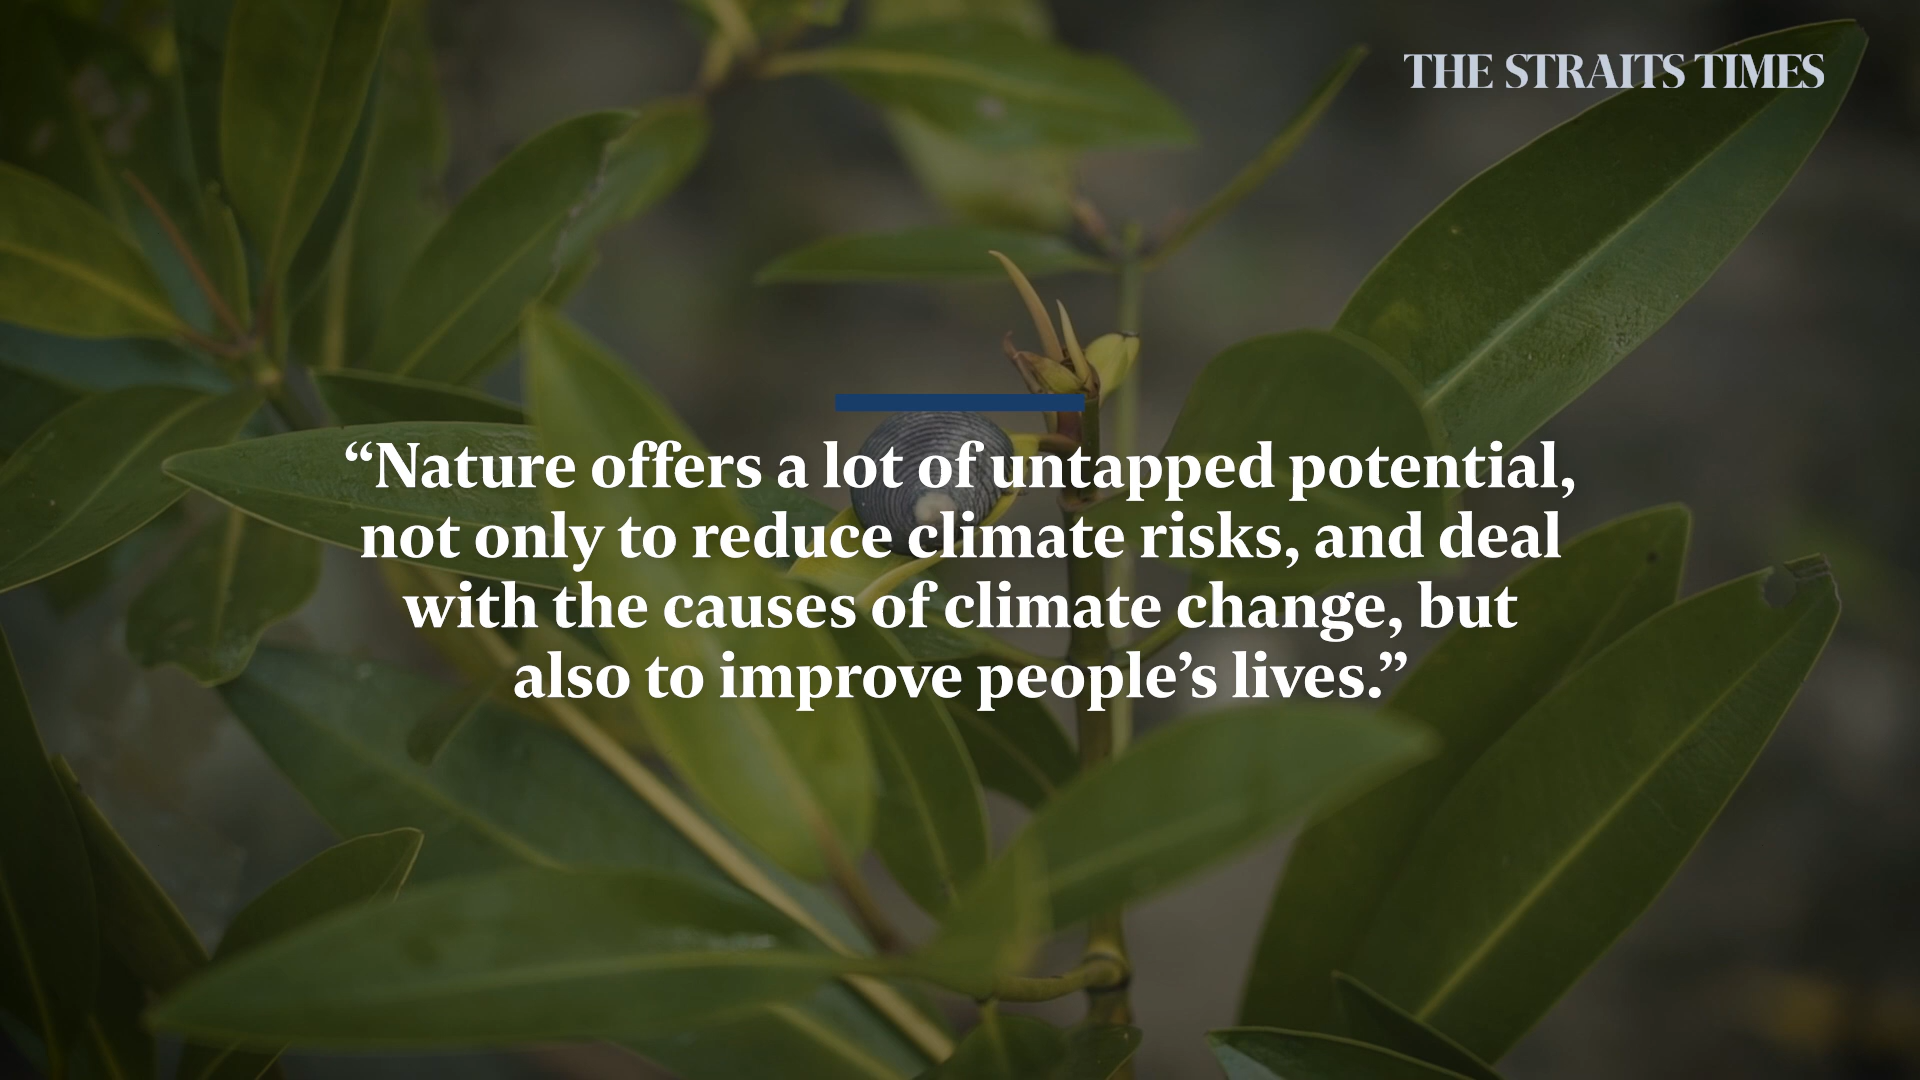 THE STRAITS TIMES
“Nature offers a lot of untapped potential,
not only to reduce climate risks, and deal
with the causes of climate change, but
also to improve people’s lives.”